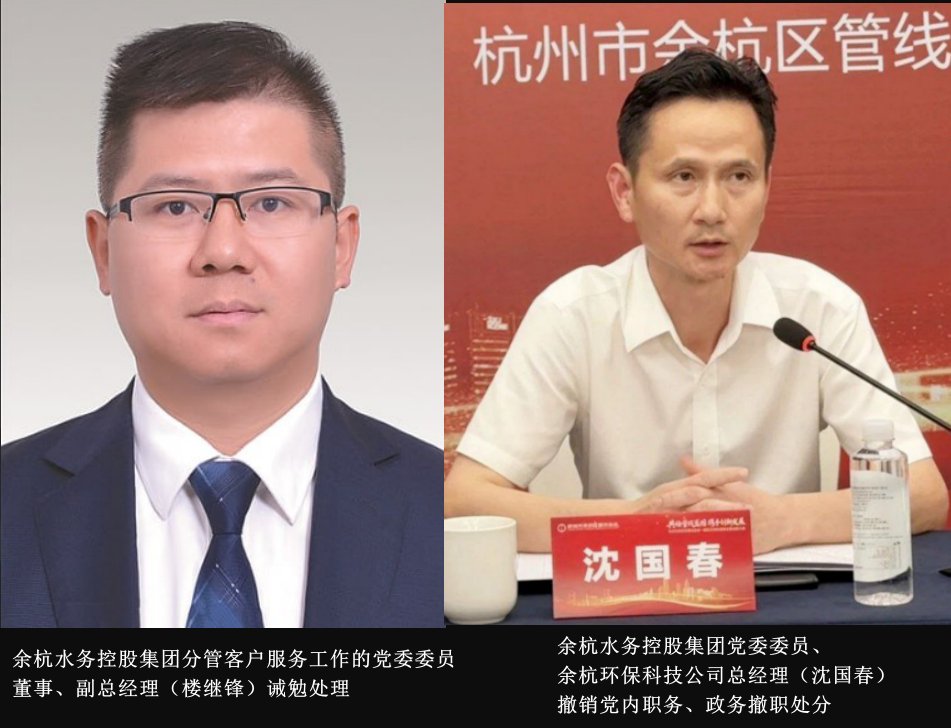 杭州市余杭区管线
沈国春
余杭水务控股集团分管客户服务工作的党委委员
董事、副总经理（楼继锋）诫勉处理
余杭水务控股集团党委委员、
余杭环保科技公司总经理（沈国春）
撤销党内职务、政务撤职处分